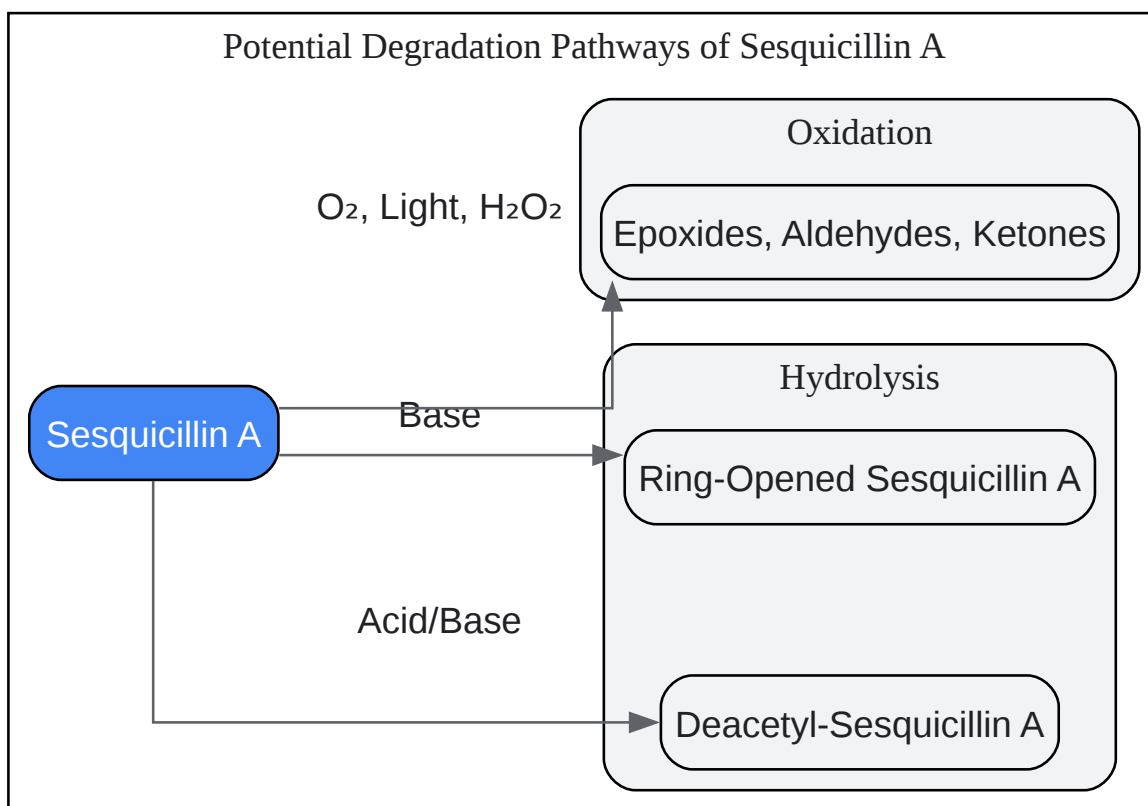 Potential Degradation Pathways of Sesquicillin A
Oxidation
O₂, Light, H₂O₂
Epoxides, Aldehydes, Ketones
Hydrolysis
Base
Sesquicillin A
Ring-Opened Sesquicillin A
Acid/Base
Deacetyl-Sesquicillin A